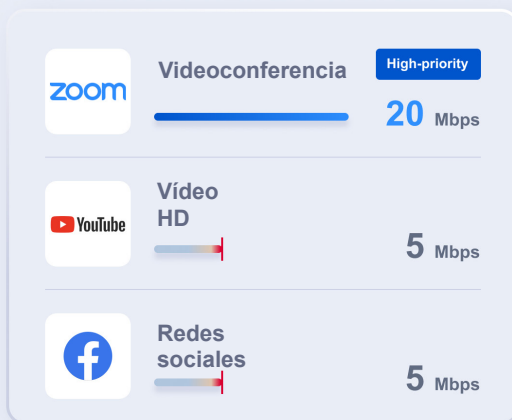 zoom
Videoconferencia
High-priority
20 Mbps
YouTube
Vídeo
HD
5 Mbps
Redes
sociales
5 Mbps